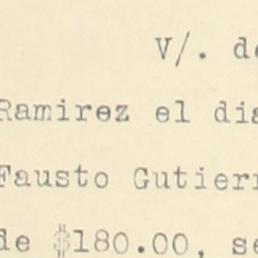 V/. de
Ramirez el dia
Fausto Gutierr
de $180.00, se